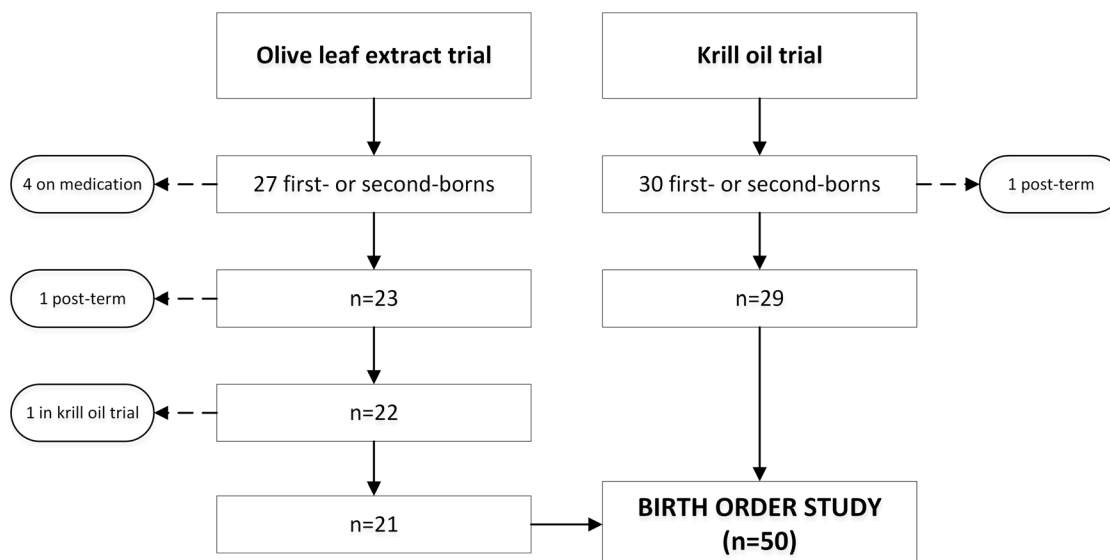 Olive leaf extract trial
Krill oil trial
4 on medication
27 first- or second-borns
30 first- or second-borns
1 post-term
1 post-term
n=23
n=29
1 in krill oil trial
n=22
n=21
BIRTH ORDER STUDY
(n=50)